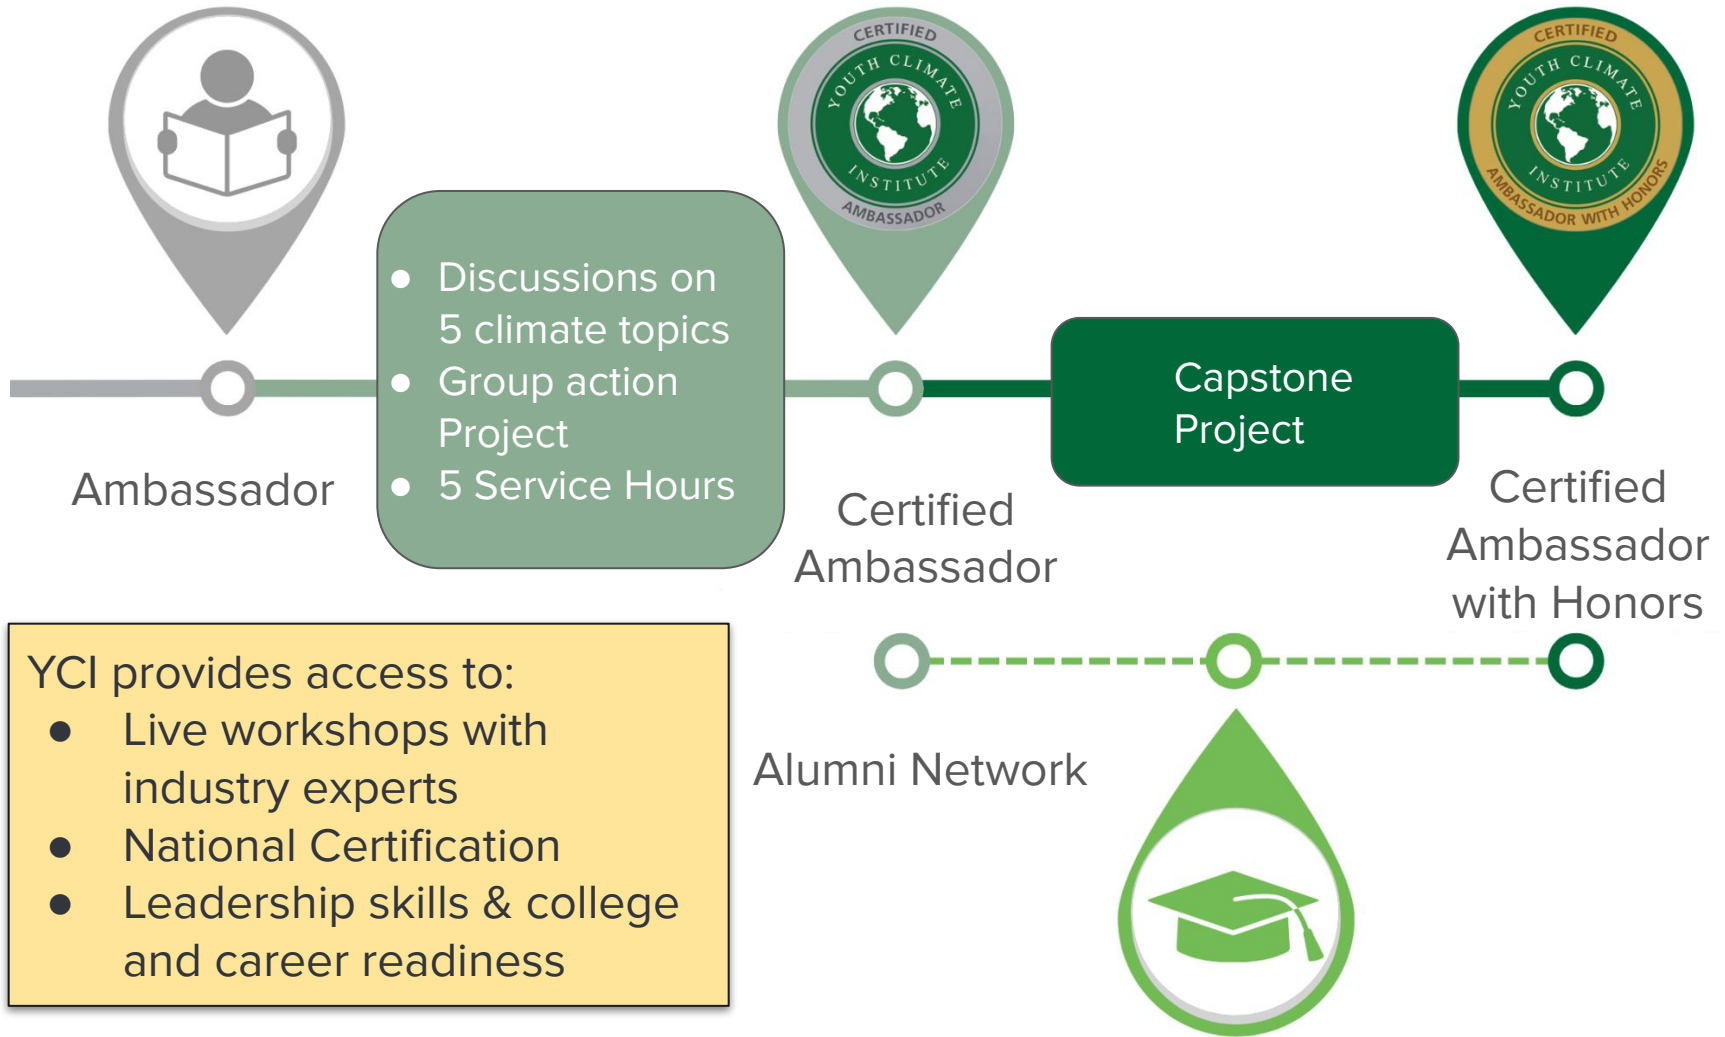 CERTIFIED
YOUTH CLIMATE
INSTITUTE
AMBASSADOR
CERTIFIED
YOUTH CLIMATE
INSTITUTE
AMBASSADOR WITH HONORS
Ambassador
● Discussions on
5 climate topics
● Group action
Project
● 5 Service Hours
Certified
Ambassador
Capstone
Project
Certified
Ambassador
with Honors
YCI provides access to:
● Live workshops with
industry experts
● National Certification
● Leadership skills & college
and career readiness
Alumni Network